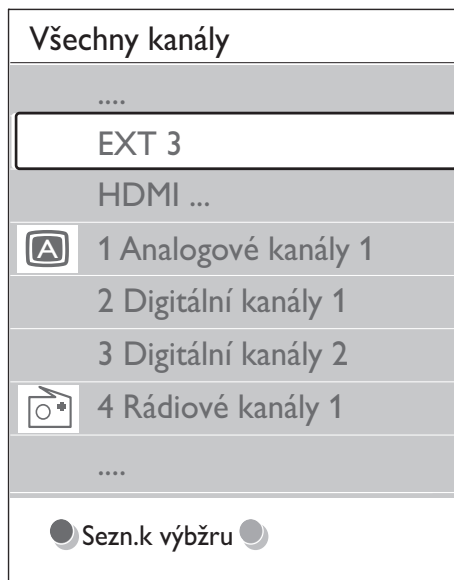 Všechny kanály
....
EXT 3
HDMI ...
A 1 Analogové kanály 1
2 Digitální kanály 1
3 Digitální kanály 2
4 Rádiové kanály 1
....
Sezn.k výbžru